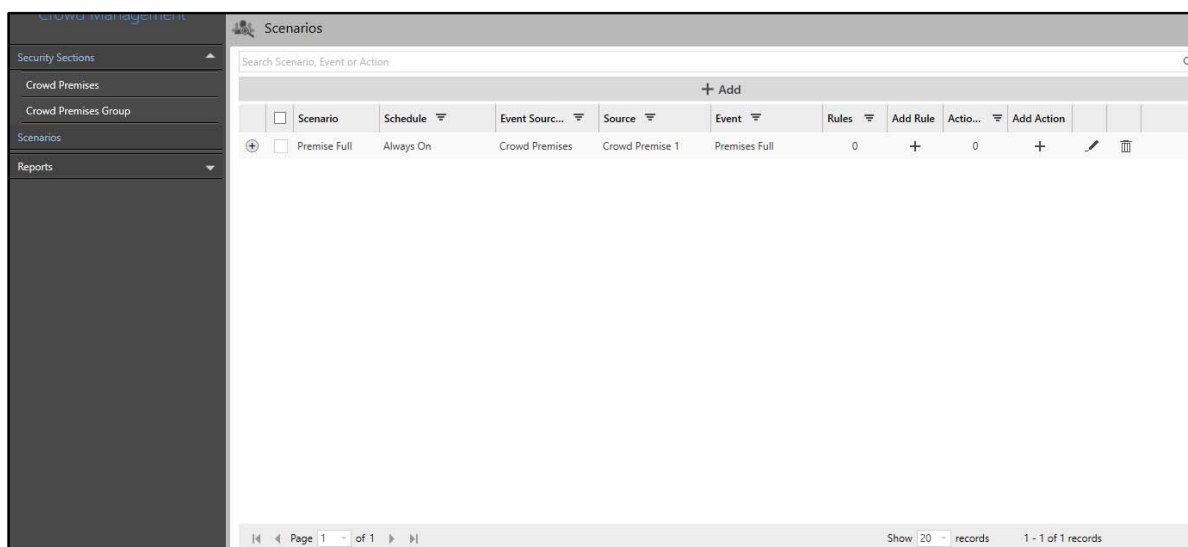 Crowd Management
Scenarios
Security Sections
Crowd Premises
Crowd Premises Group
Scenarios
Reports
Search Scenario, Event or Action
+ Add
Scenario Schedule Event Sourc... Source Event Rules Add Rule Actio... Add Action
Premise Full Always On Crowd Premises Crowd Premise 1 Premises Full 0 + 0 +
Page 1 of 1
Show 20 records 1 - 1 of 1 records